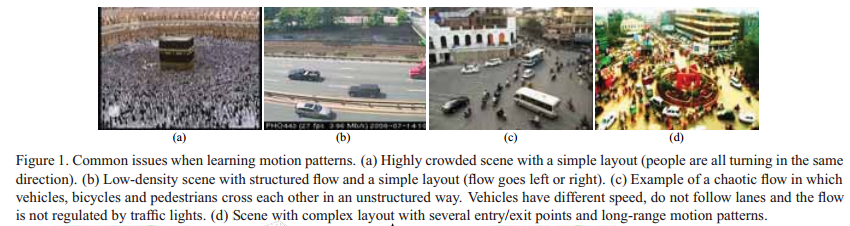 PHO443 (27 fps, 3.96 Mb/) 2009-07-14 1
(a)
(b)
(c)
(d)
Figure 1. Common issues when learning motion patterns. (a) Highly crowded scene with a simple layout (people are all turning in the same
direction). (b) Low-density scene with structured flow and a simple layout (flow goes left or right). (c) Example of a chaotic flow in which
vehicles, bicycles and pedestrians cross each other in an unstructured way. Vehicles have different speed, do not follow lanes and the flow
is not regulated by traffic lights. (d) Scene with complex layout with several entry/exit points and long-range motion patterns.